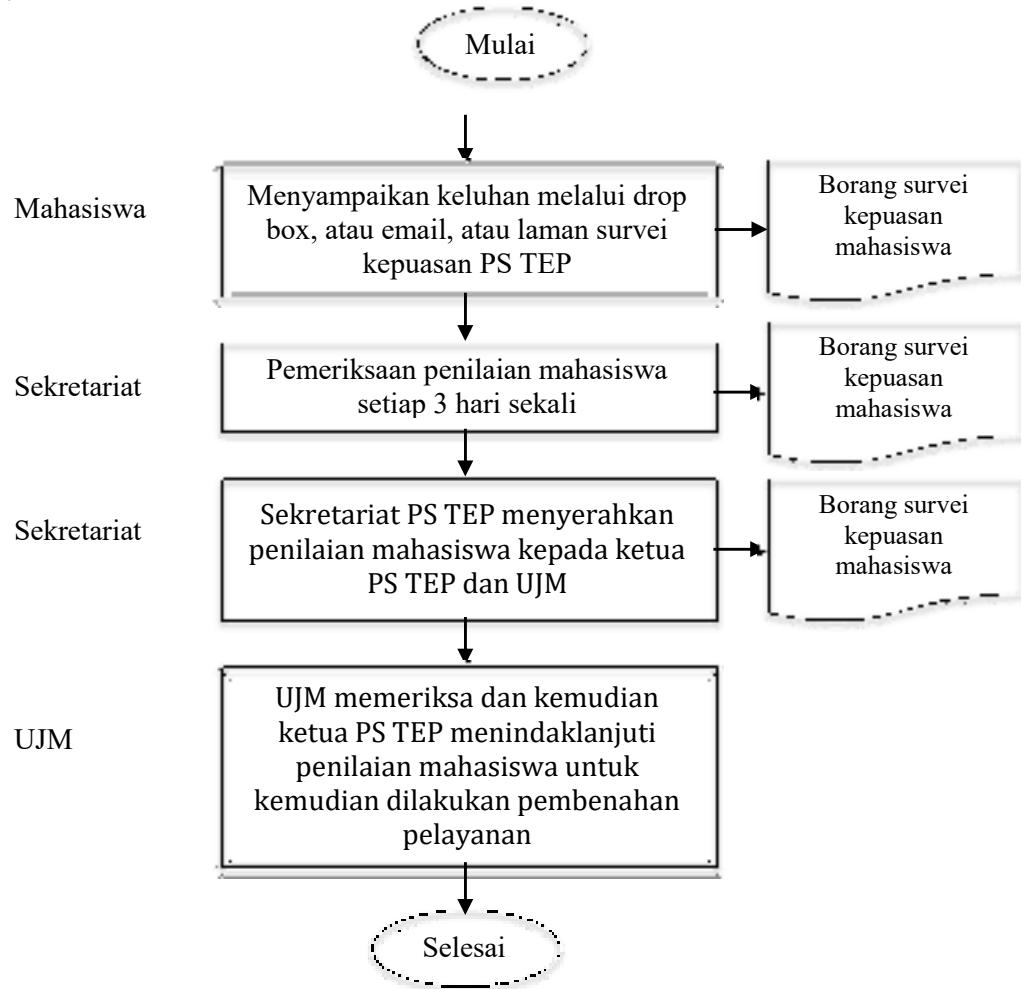 Mulai
Mahasiswa
Menyampaikan keluhan melalui drop
box, atau email, atau laman survei
kepuasan PS TEP
Borang survei
kepuasan
mahasiswa
Sekretariat
Pemeriksaan penilaian mahasiswa
setiap 3 hari sekali
Borang survei
kepuasan
mahasiswa
Sekretariat
Sekretariat PS TEP menyerahkan
penilaian mahasiswa kepada ketua
PS TEP dan UJM
Borang survei
kepuasan
mahasiswa
UJM
UJM memeriksa dan kemudian
ketua PS TEP menindaklanjuti
penilaian mahasiswa untuk
kemudian dilakukan pembenahan
pelayanan
Selesai